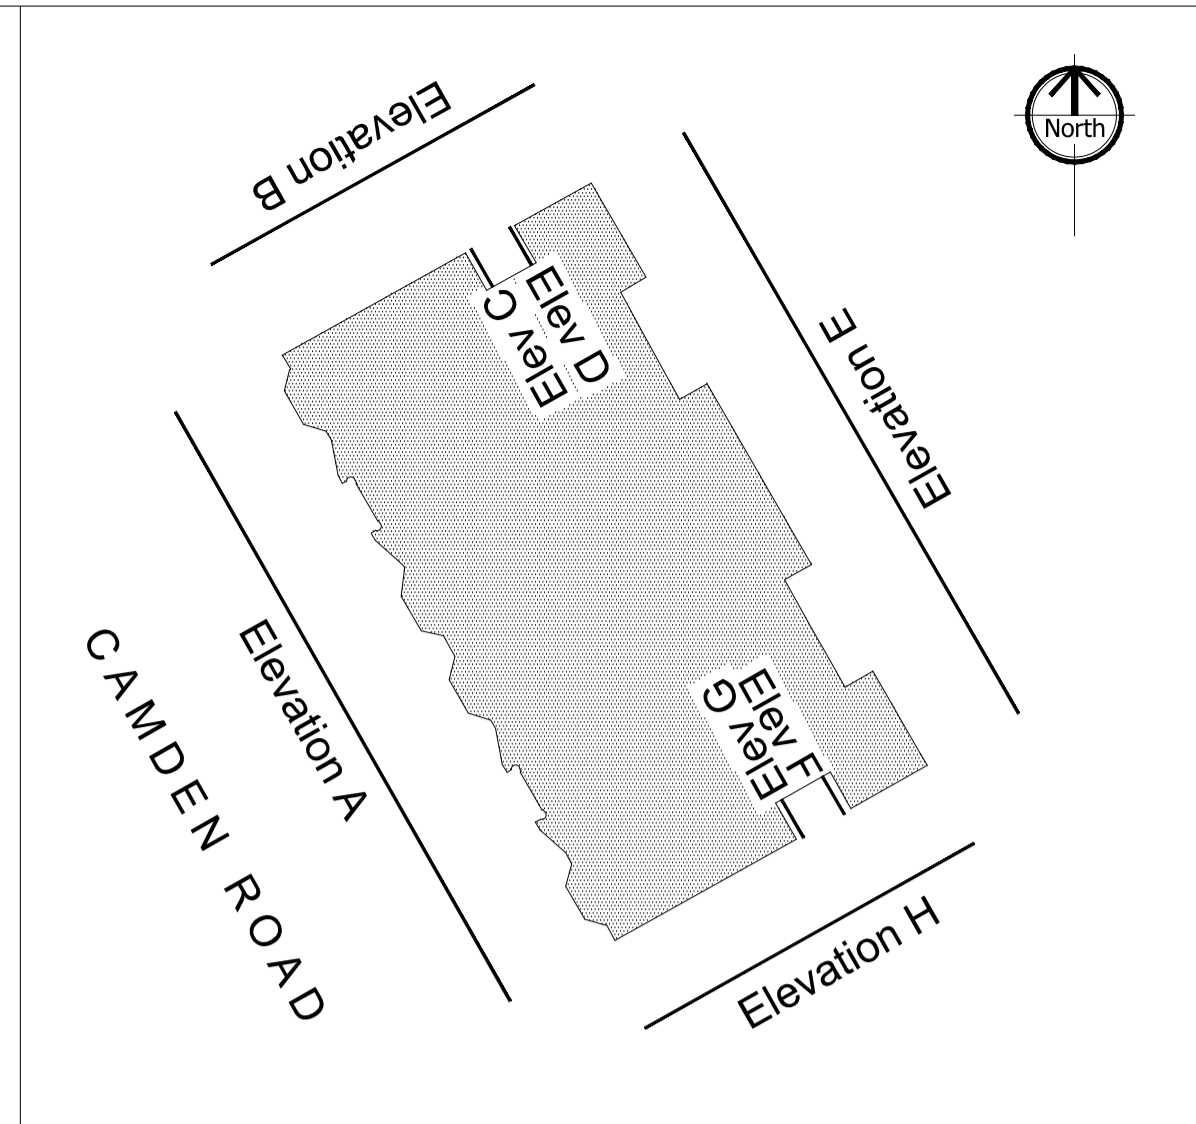 Elevation B
North
Elev C
Elev D
Elevation E
Elevation A
CAMDEN ROAD
Elev G
Elev F
Elevation H